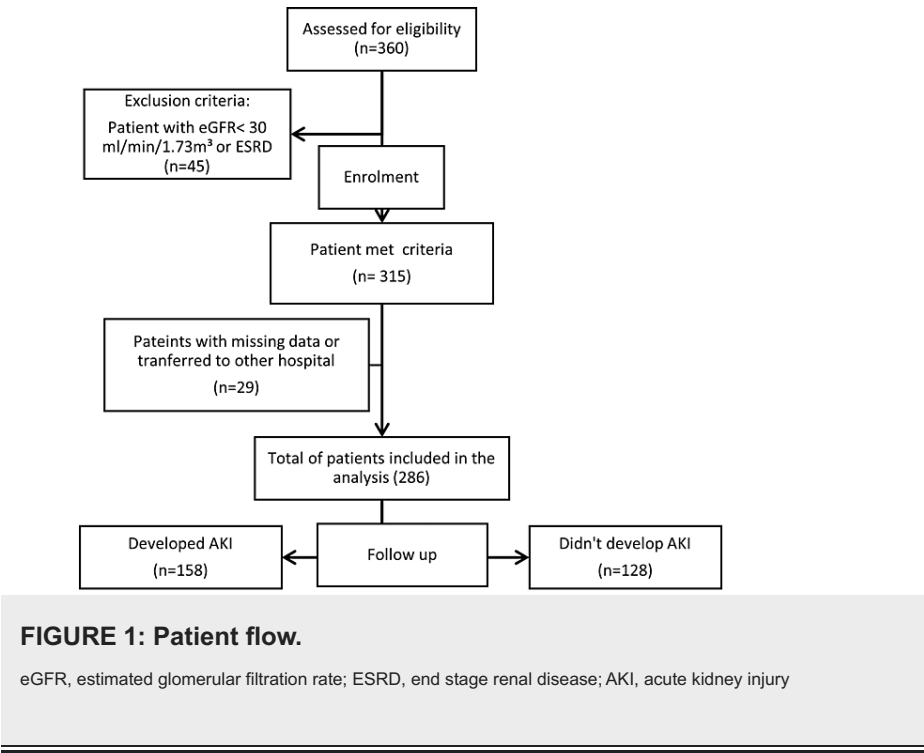 Assessed for eligibility
(n=360)
Exclusion criteria:
Patient with eGFR< 30
ml/min/1.73m³ or ESRD
(n=45)
Enrolment
Patient met criteria
(n= 315)
Pateints with missing data or
tranferred to other hospital
(n=29)
Total of patients included in the
analysis (286)
Developed AKI
(n=158)
Follow up
Didn't develop AKI
(n=128)
FIGURE 1: Patient flow.
eGFR, estimated glomerular filtration rate; ESRD, end stage renal disease; AKI, acute kidney injury